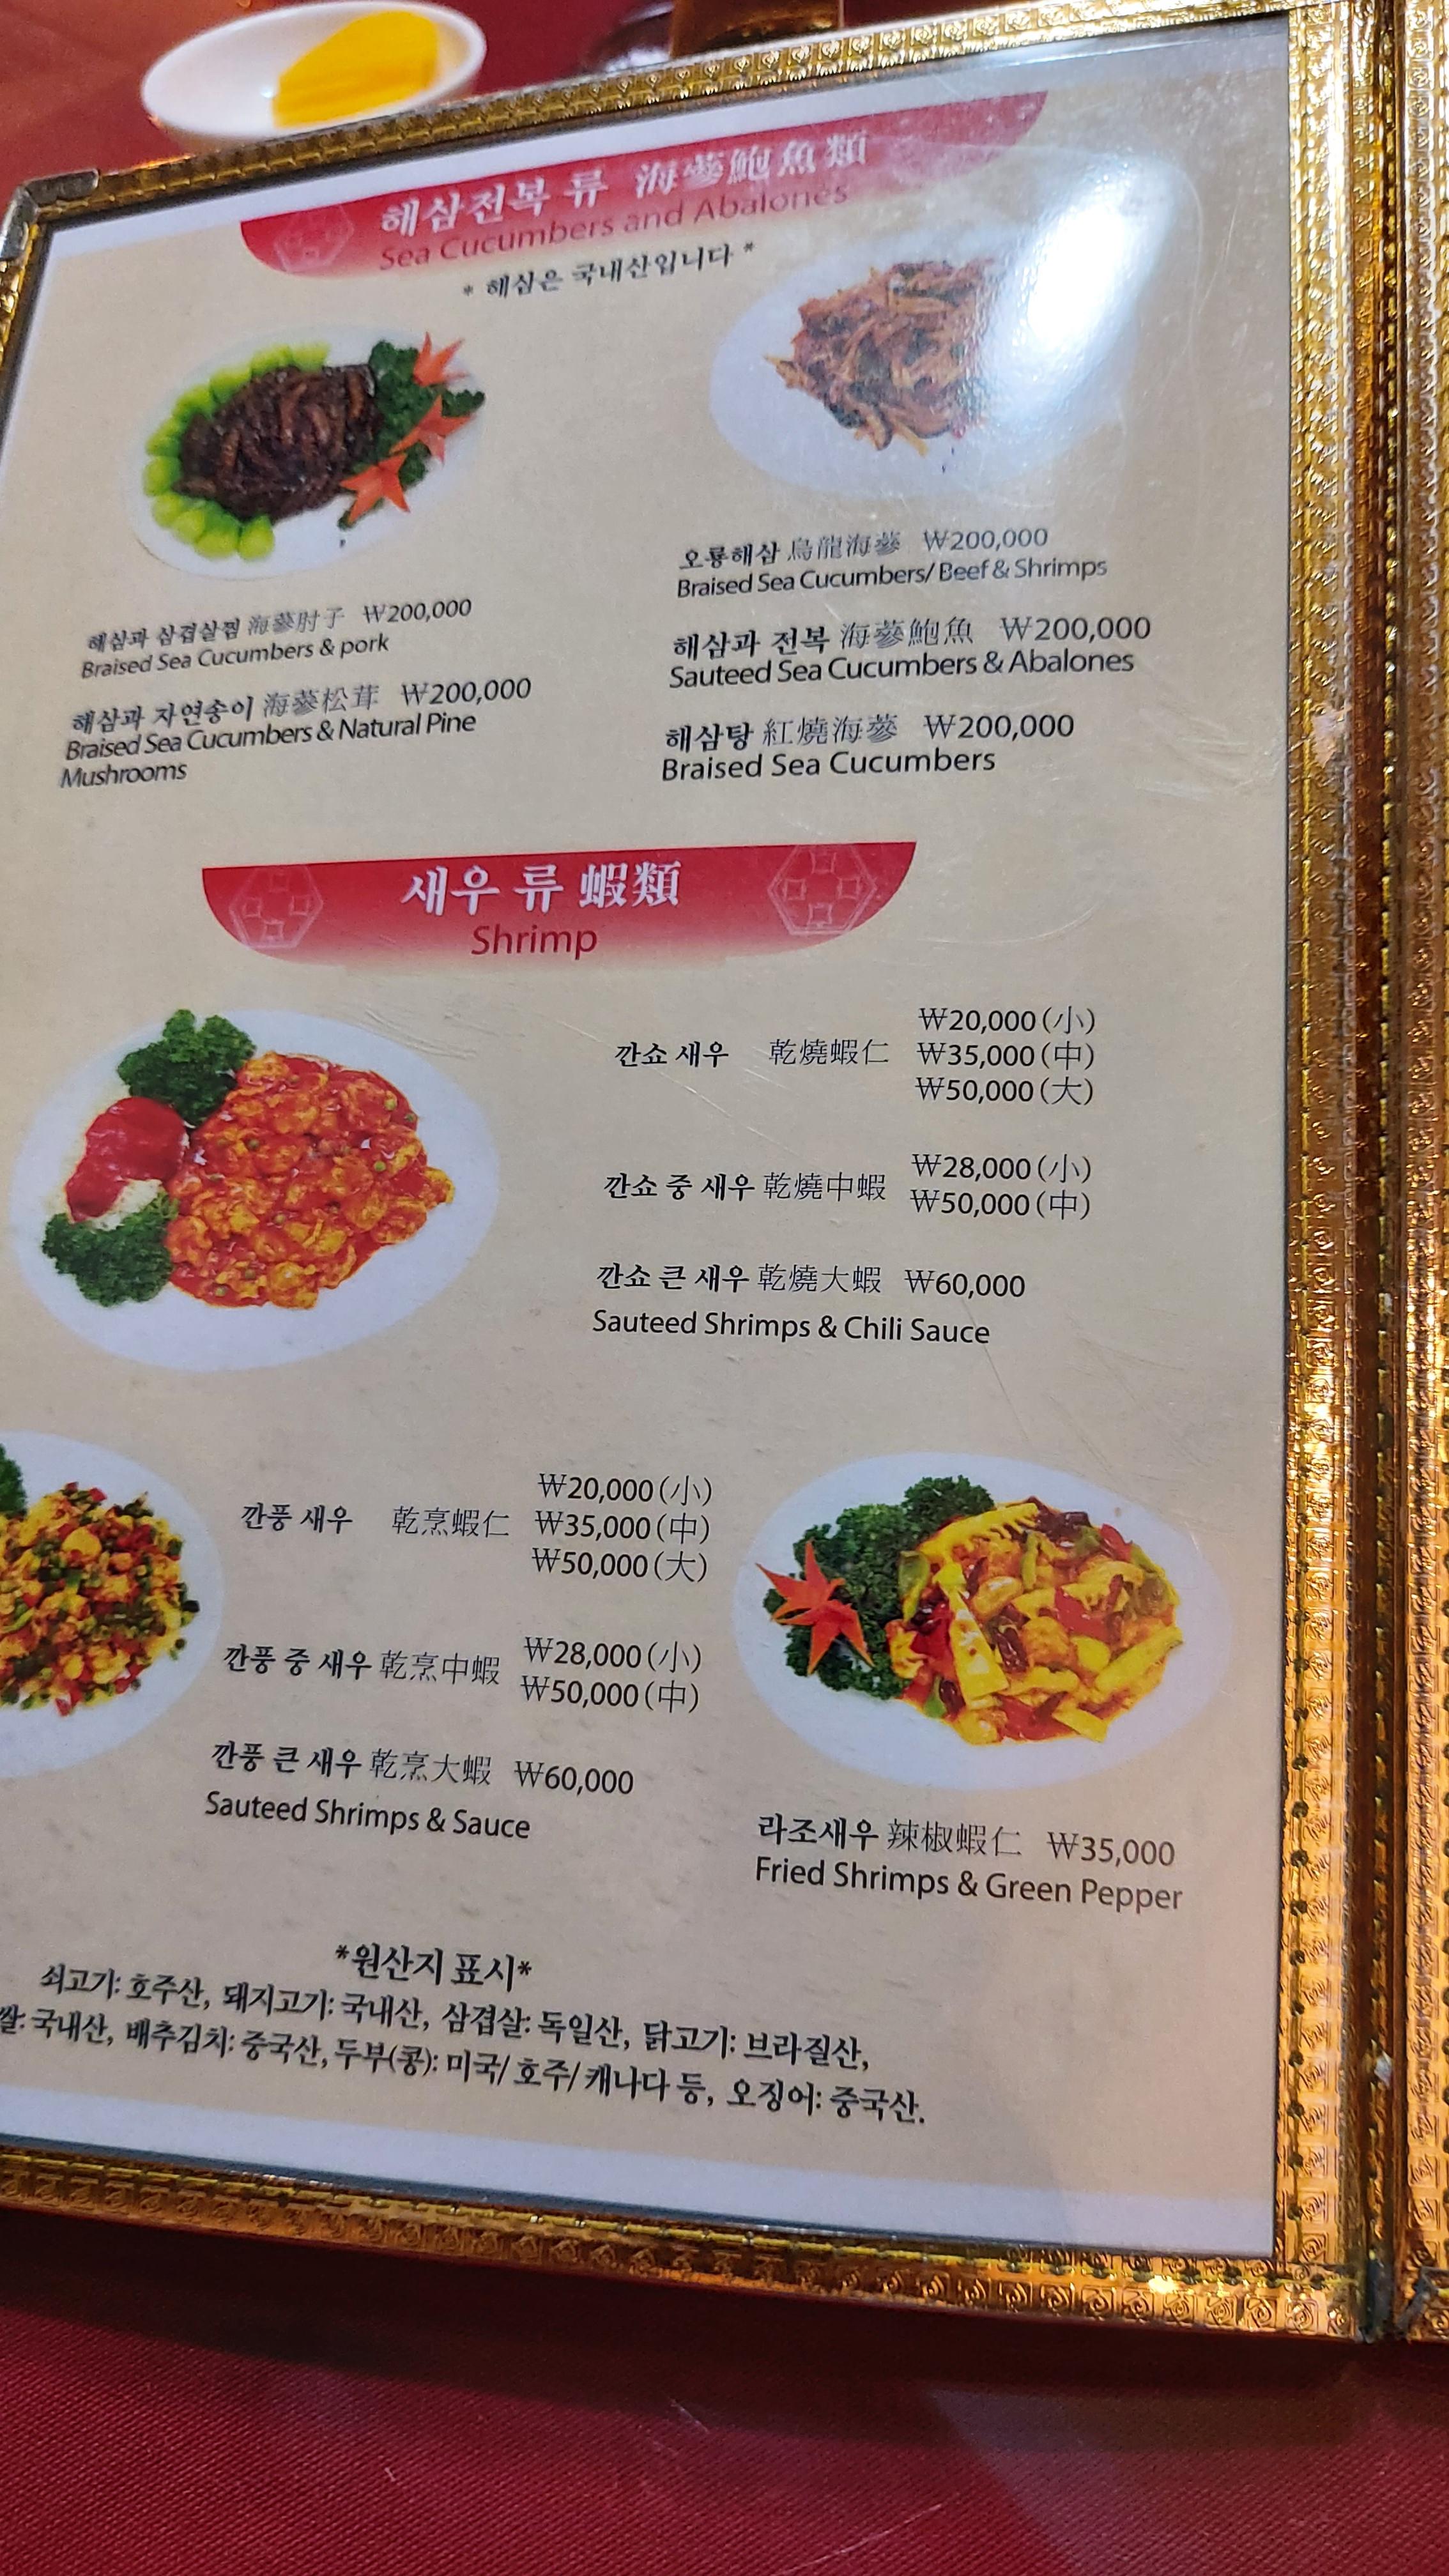 해삼전복 류 海蔘鮑魚類
Sea Cucumbers and Abalones
* 해삼은 국내산입니다 *
해삼과 삼겹살찜 海蔘肘子 ₩200,000
Braised Sea Cucumbers & pork
해삼과 자연송이 海蔘松茸 ₩200,000
Braised Sea Cucumbers & Natural Pine
Mushrooms
오룡해삼 烏龍海蔘 ₩200,000
Braised Sea Cucumbers/ Beef & Shrimps
해삼과 전복 海蔘鮑魚 ₩200,000
Sauteed Sea Cucumbers & Abalones
해삼탕 紅燒海蔘 ₩200,000
Braised Sea Cucumbers
새우 류 蝦類
Shrimp
깐쇼 새우 乾燒蝦仁
₩20,000 (小)
₩35,000 (中)
₩50,000 (大)
깐쇼 중 새우 乾燒中蝦
₩28,000 (小)
₩50,000 (中)
깐쇼 큰 새우 乾燒大蝦 ₩60,000
Sauteed Shrimps & Chili Sauce
깐풍 새우 乾烹蝦仁
₩20,000 (小)
₩35,000 (中)
₩50,000 (大)
깐풍 중 새우 乾烹中蝦
₩28,000 (小)
₩50,000 (中)
깐풍 큰 새우 乾烹大蝦 ₩60,000
Sauteed Shrimps & Sauce
라조새우 辣椒蝦仁 ₩35,000
Fried Shrimps & Green Pepper
*원산지 표시*
쇠고기: 호주산, 돼지고기: 국내산, 삼겹살: 독일산, 닭고기: 브라질산,
쌀: 국내산, 배추김치: 중국산, 두부(콩): 미국/ 호주/ 캐나다 등, 오징어: 중국산.